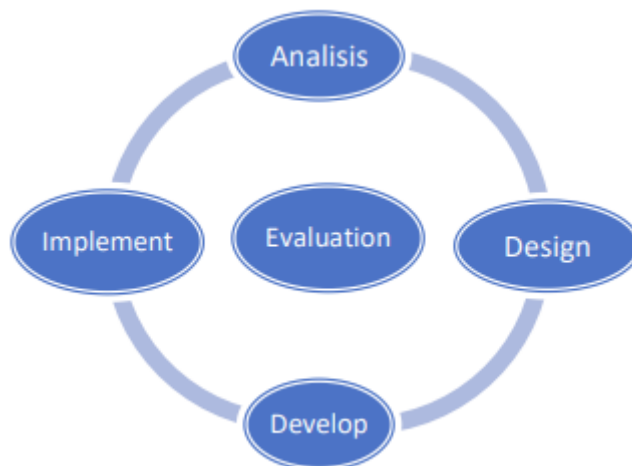 Analisis
Implement
Evaluation
Design
Develop